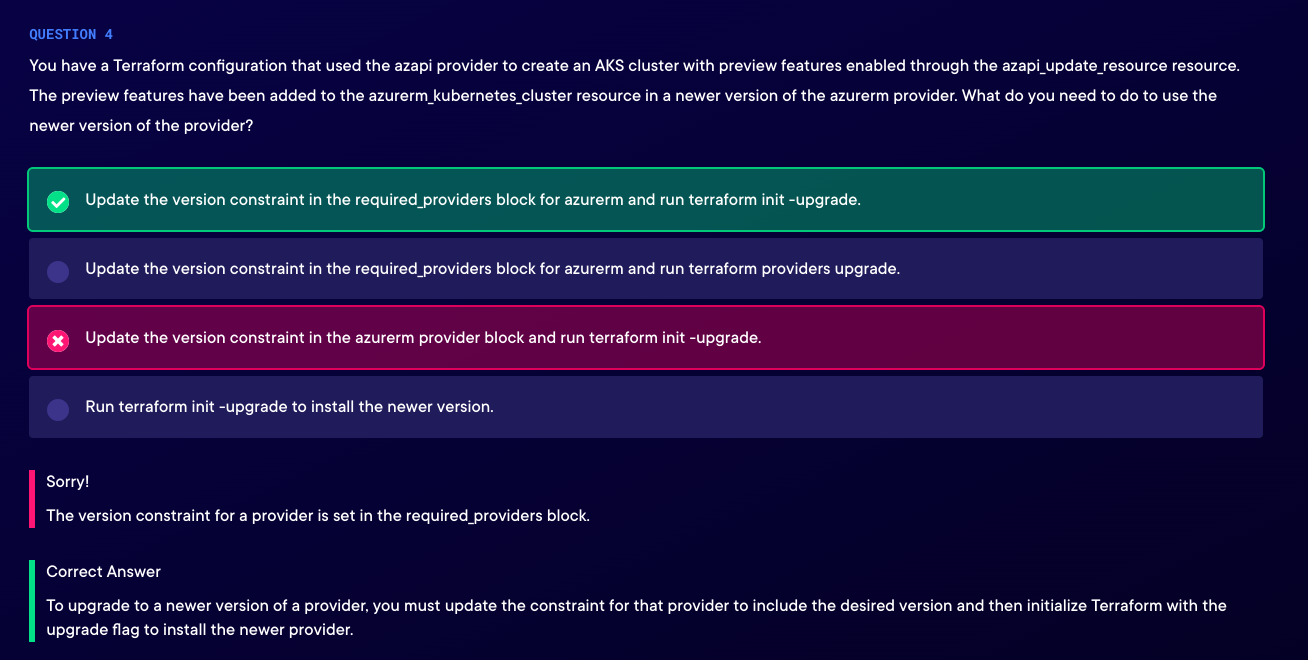 QUESTION 4
You have a Terraform configuration that used the azapi provider to create an AKS cluster with preview features enabled through the azapi_update_resource resource.
The preview features have been added to the azurerm_kubernetes_cluster resource in a newer version of the azurerm provider. What do you need to do to use the
newer version of the provider?
Update the version constraint in the required_providers block for azurerm and run terraform init -upgrade.
Update the version constraint in the required_providers block for azurerm and run terraform providers upgrade.
Update the version constraint in the azurerm provider block and run terraform init -upgrade.
Run terraform init -upgrade to install the newer version.
Sorry!
The version constraint for a provider is set in the required_providers block.
Correct Answer
To upgrade to a newer version of a provider, you must update the constraint for that provider to include the desired version and then initialize Terraform with the
upgrade flag to install the newer provider.